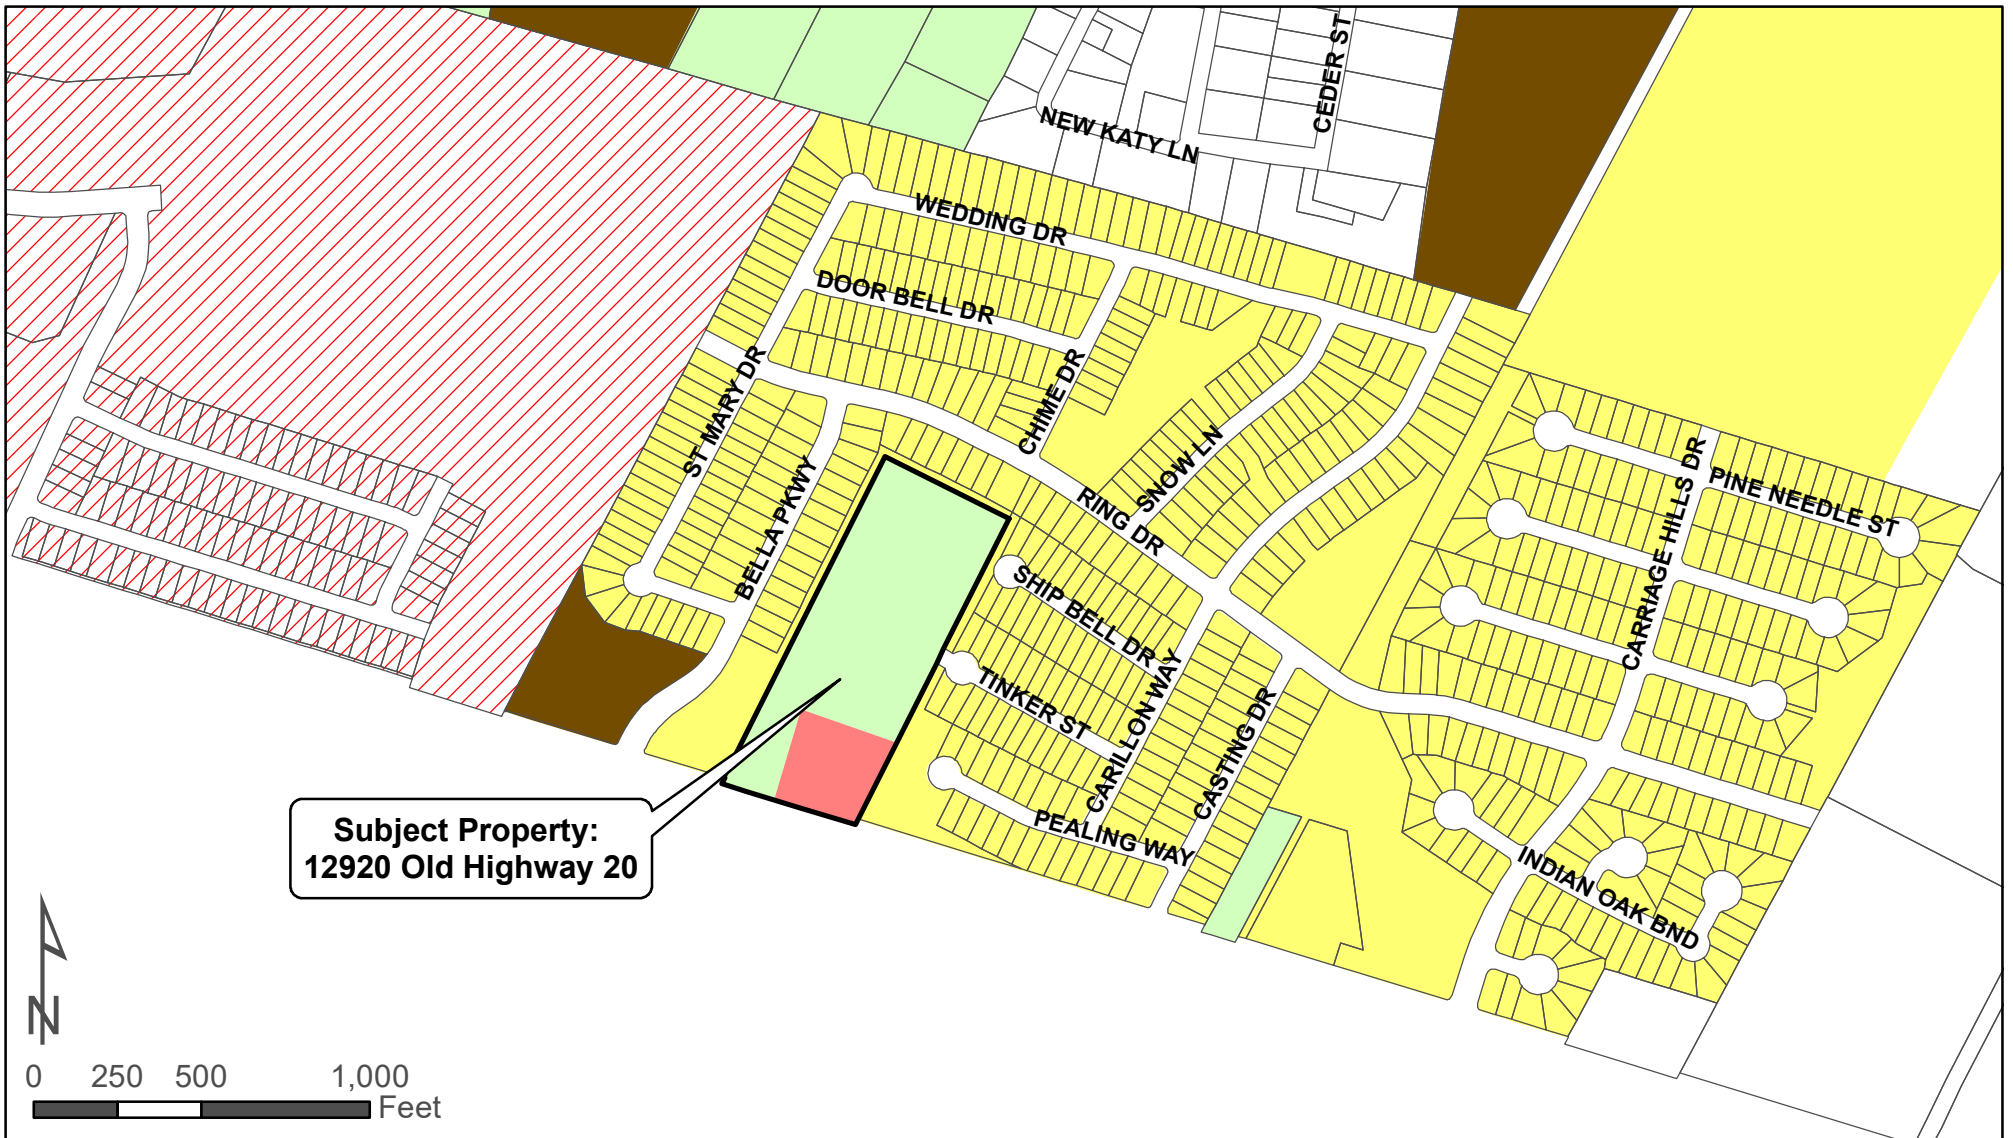 CEDER ST
NEW KATY LN
WEDDING DR
DOOR BELL DR
ST MARY DR
CHIME DR
SNOW LN
BELLA PKWY
RING DR
CARRIAGE HILLS DR
PINE NEEDLE ST
SHIP BELL DR
TINKER ST
CARILLON WAY
CASTING DR
PEALING WAY
INDIAN OAK BND
Subject Property:
12920 Old Highway 20
N
0 250 500 1,000
Feet